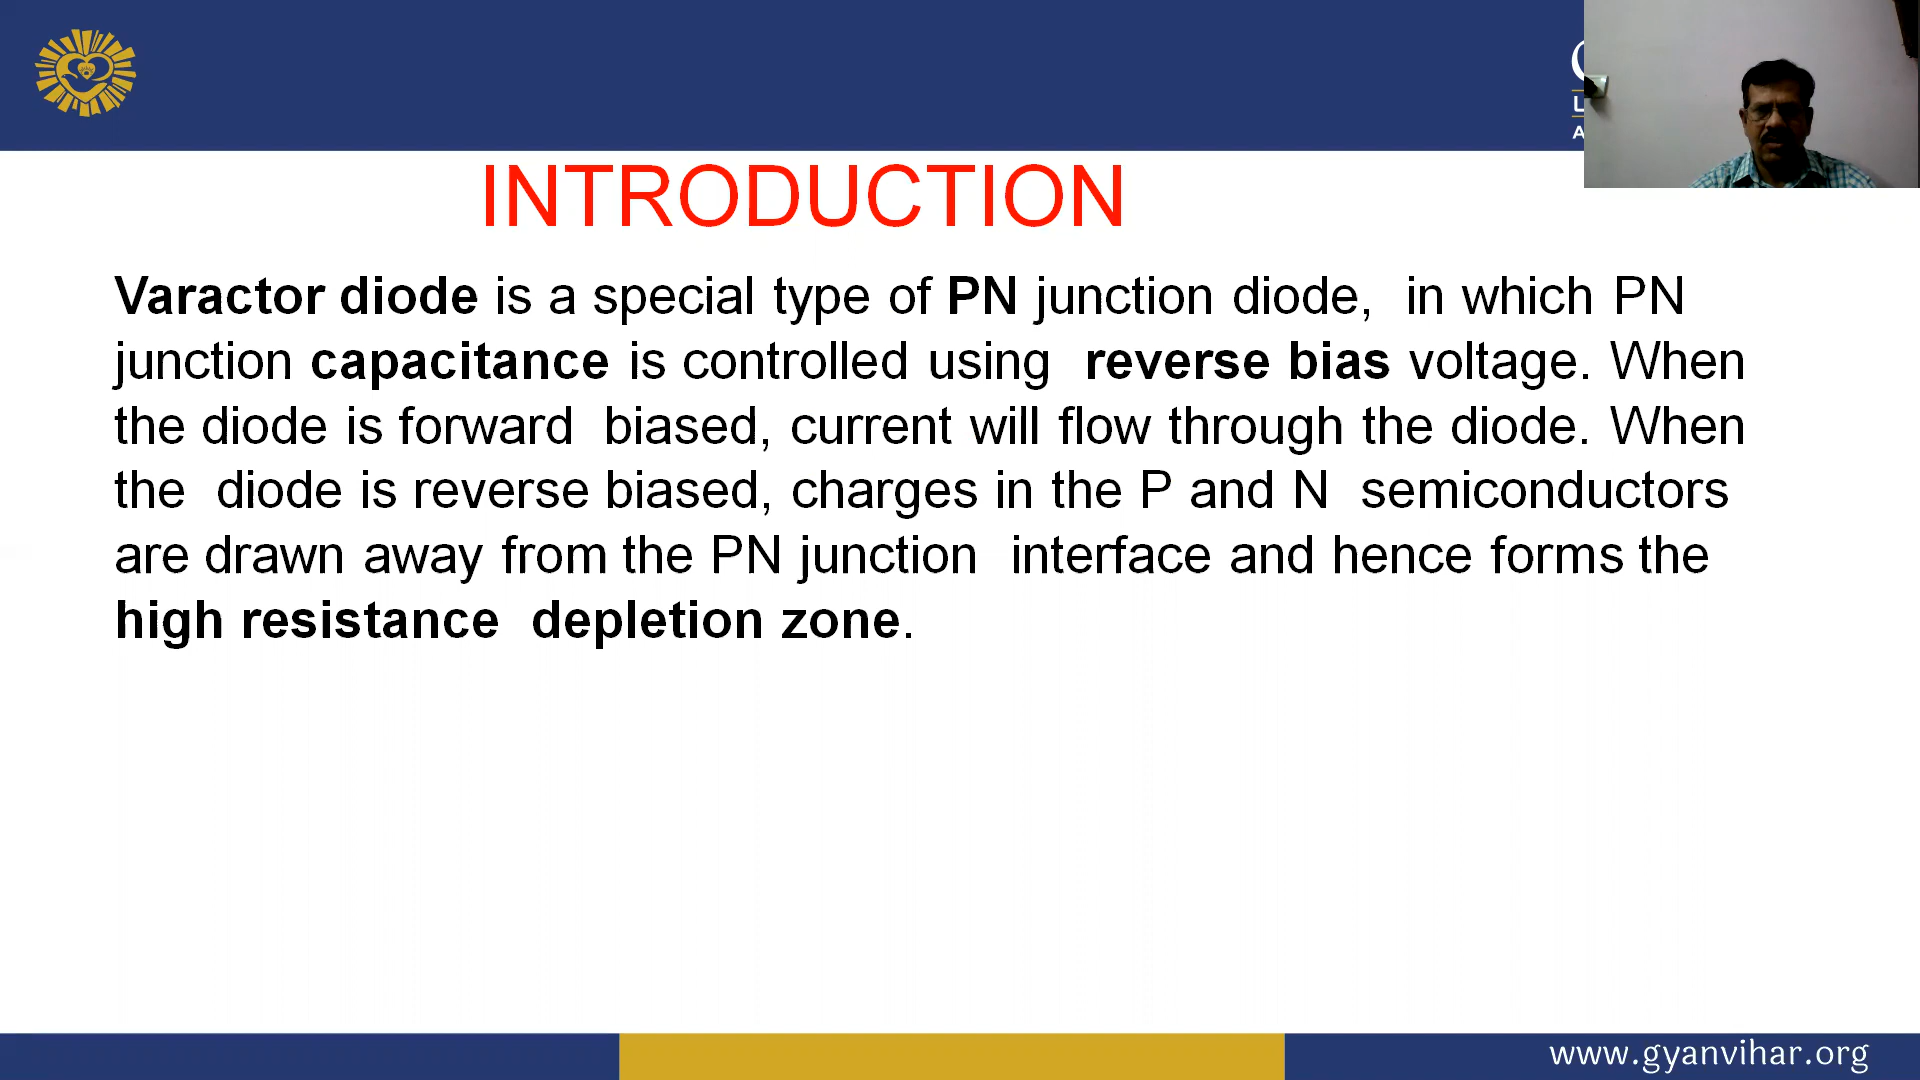 INTRODUCTION
Varactor diode is a special type of PN junction diode, in which PN
junction capacitance is controlled using reverse bias voltage. When
the diode is forward biased, current will flow through the diode. When
the diode is reverse biased, charges in the P and N semiconductors
are drawn away from the PN junction interface and hence forms the
high resistance depletion zone.
www.gyanvihar.org